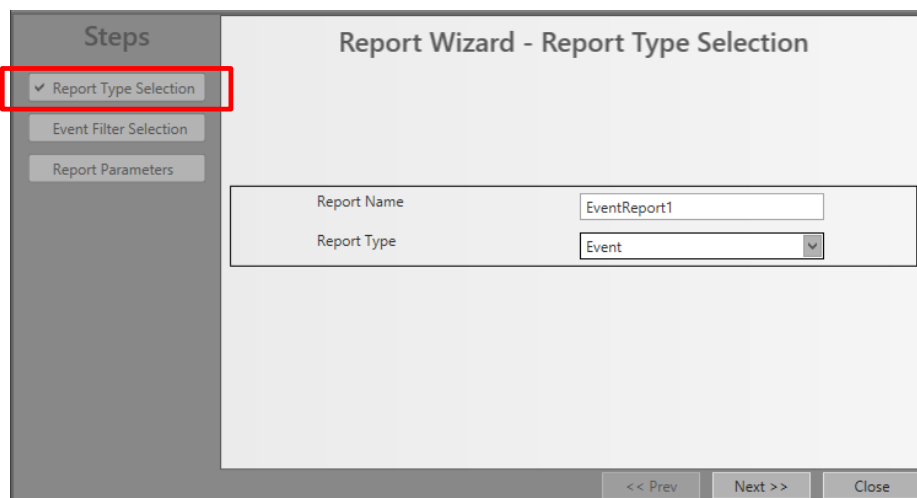 Steps
Report Type Selection
Event Filter Selection
Report Parameters
Report Wizard - Report Type Selection
Report Name
EventReport1
Report Type
Event
<< Prev
Next >>
Close